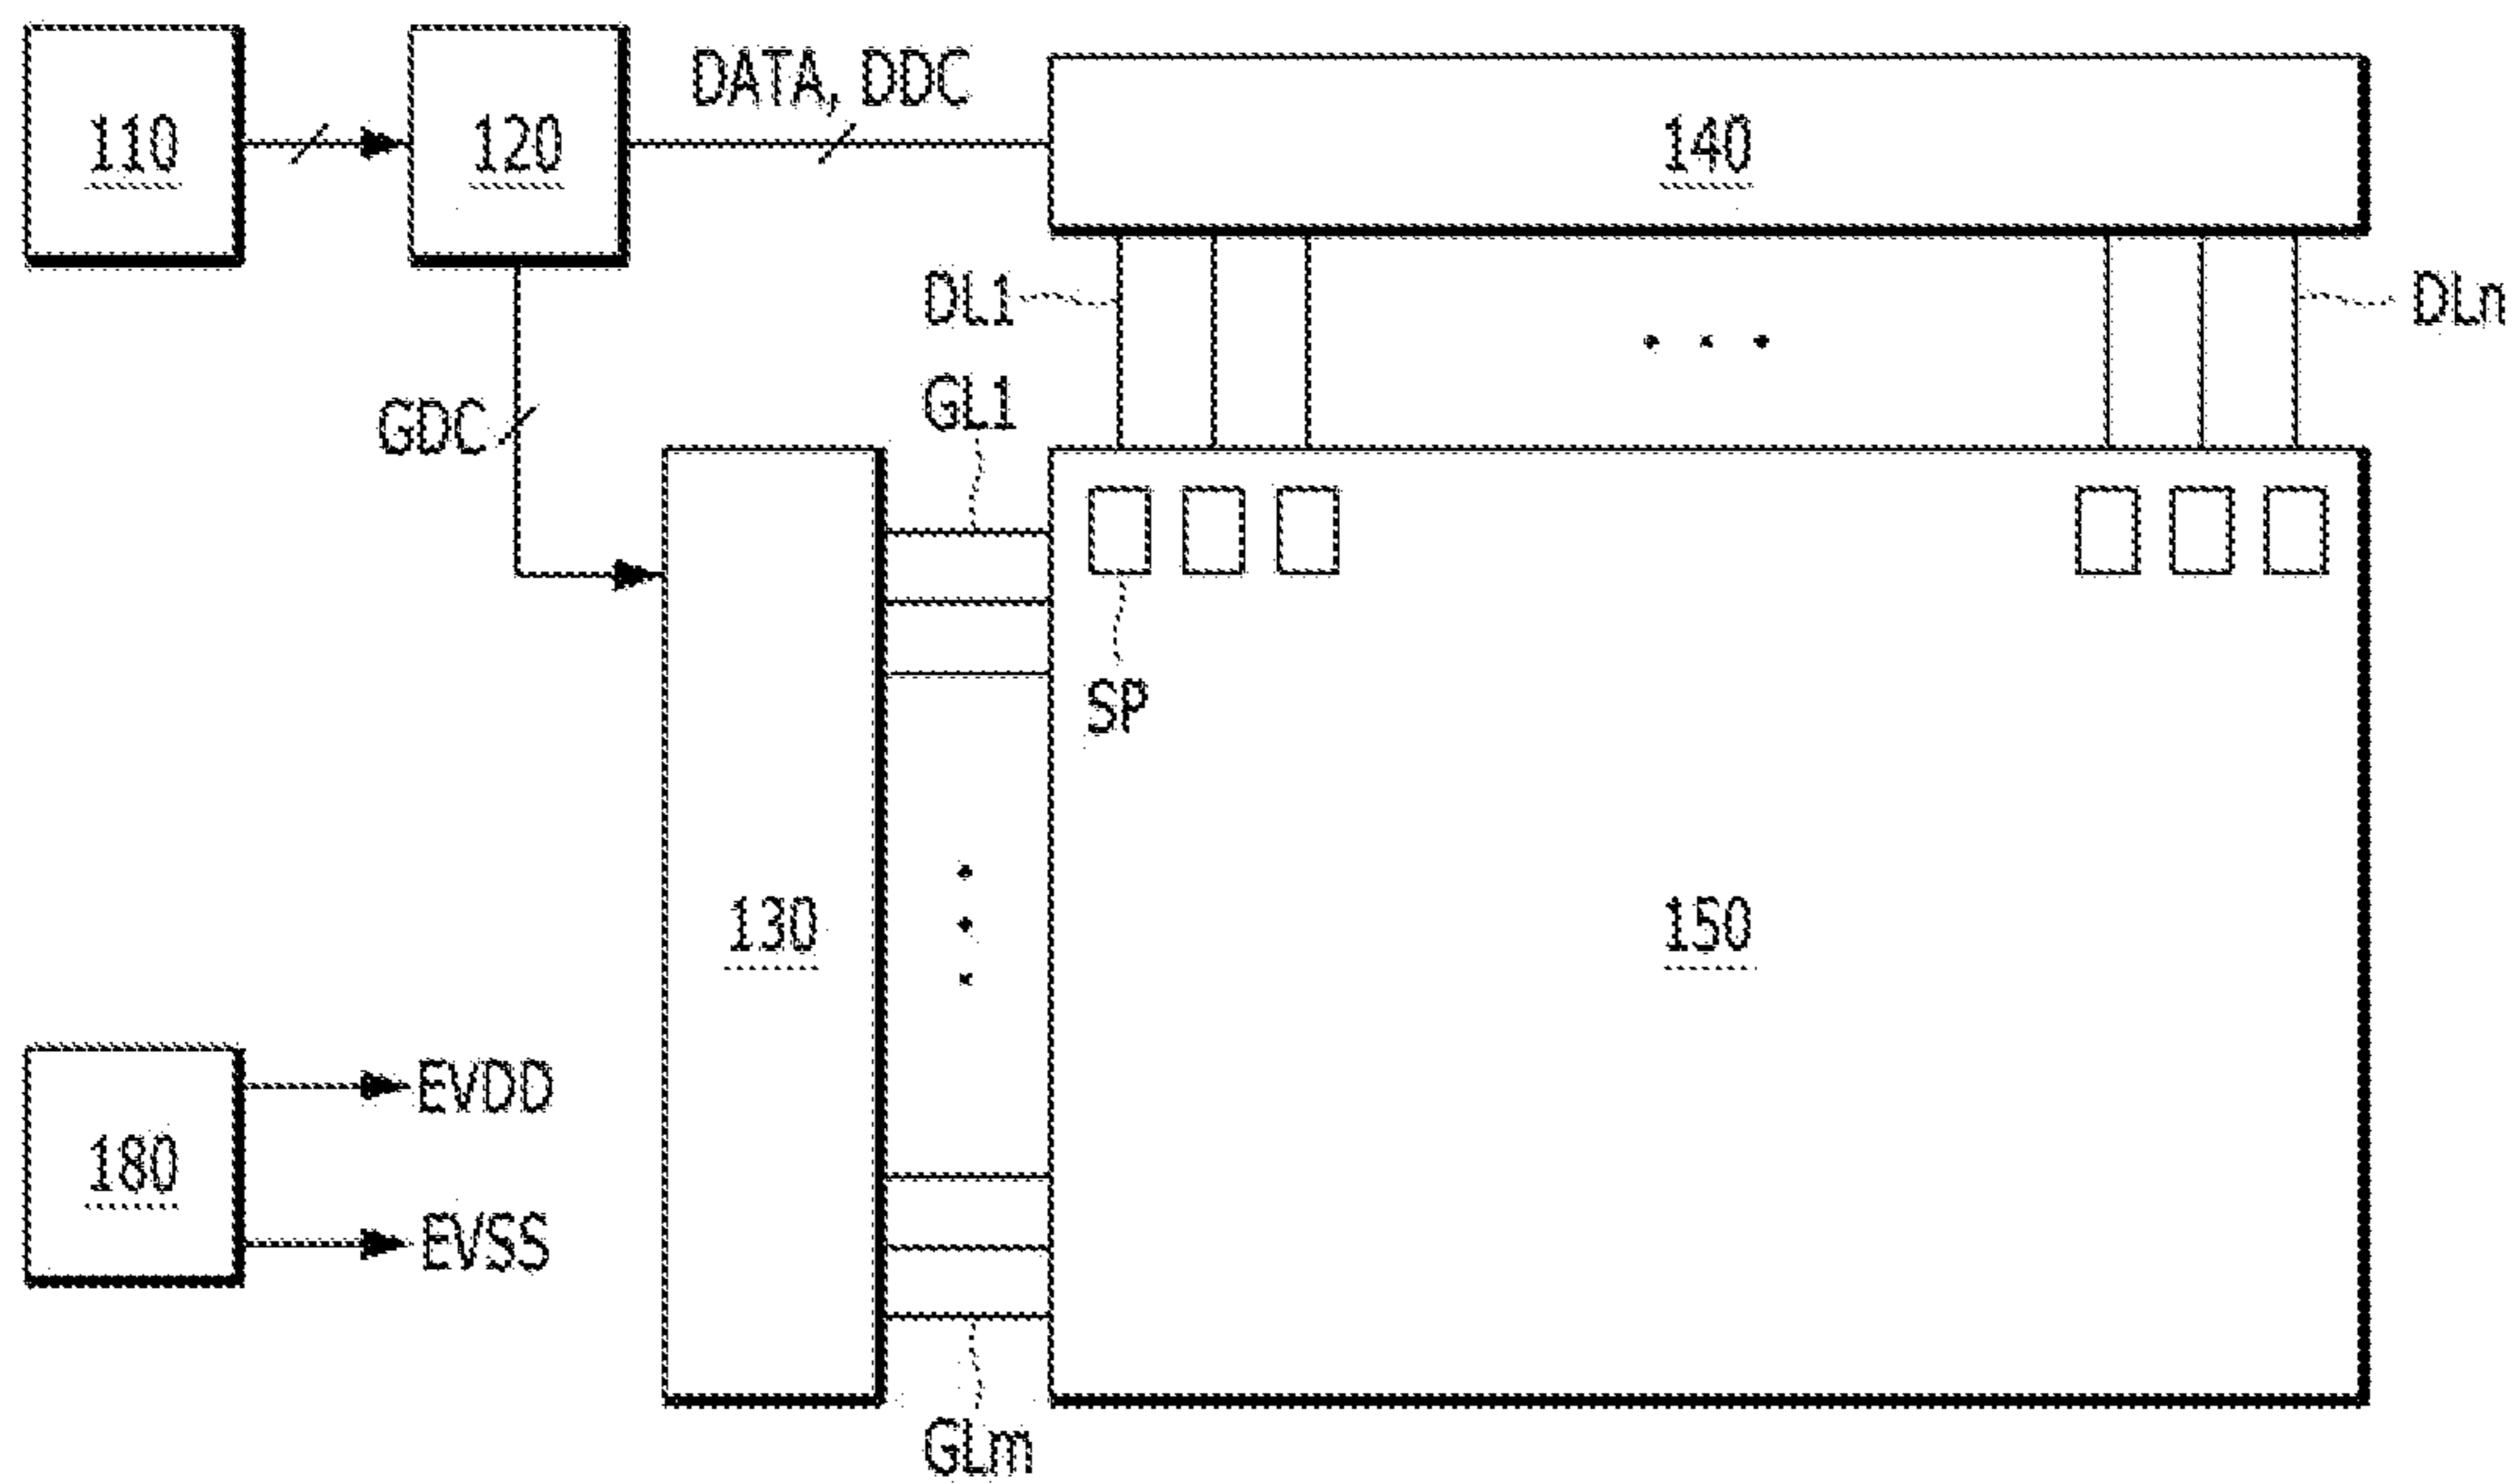 110
120
DATA, DDC
140
DL1
DLn
GL1
GDC
SP
130
150
180
EVDD
EVSS
GLm